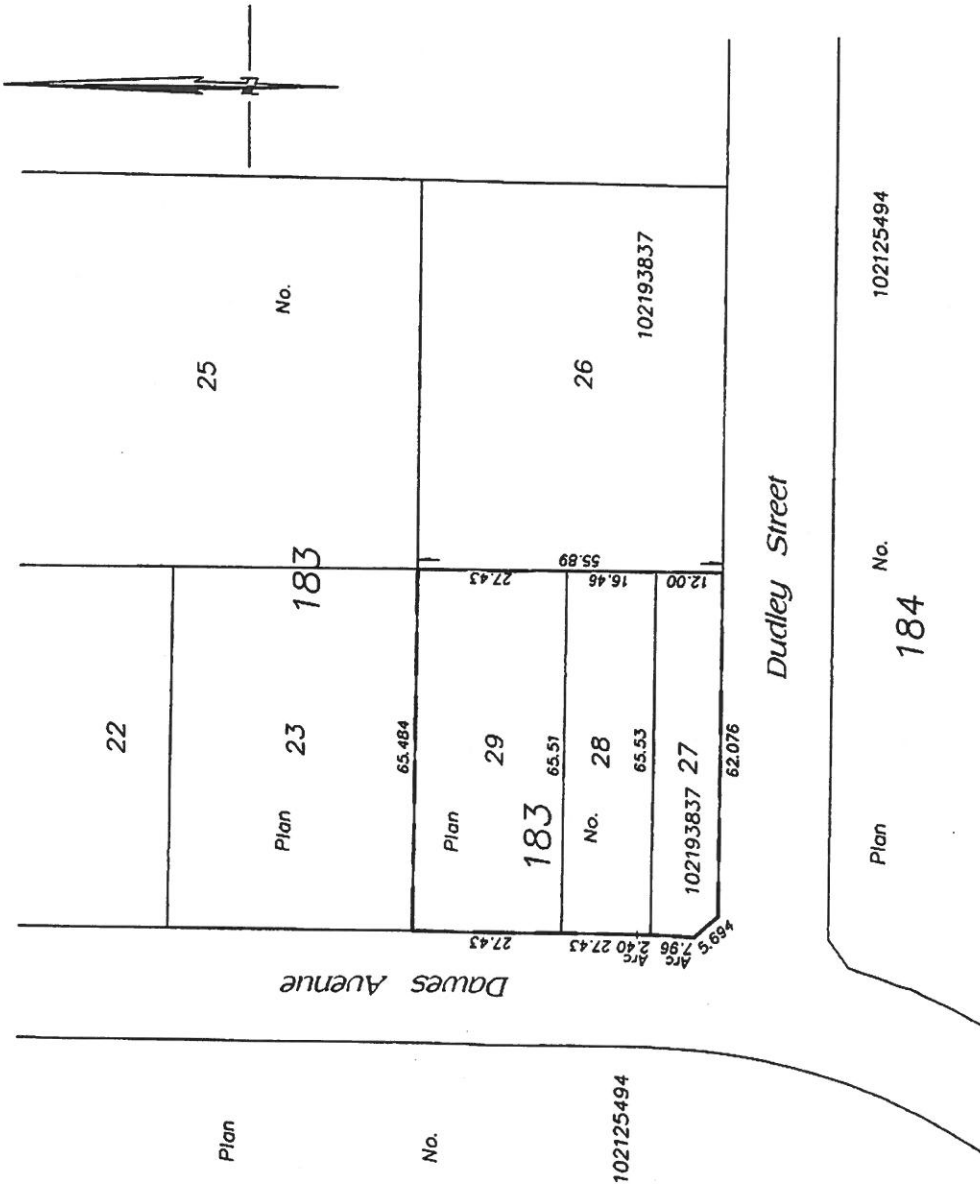 N
25
No.
22
183
23
Plan
26
102193837
55.89
27.43
16.46
12.00
65.484
29
Plan
65.51
183
28
No.
65.53
27
102193837
62.076
27.43
27.43
Arc 2.40
Arc 7.96
5.694
Dawes Avenue
Dudley Street
Plan
No.
102125494
Plan
No.
102125494
184